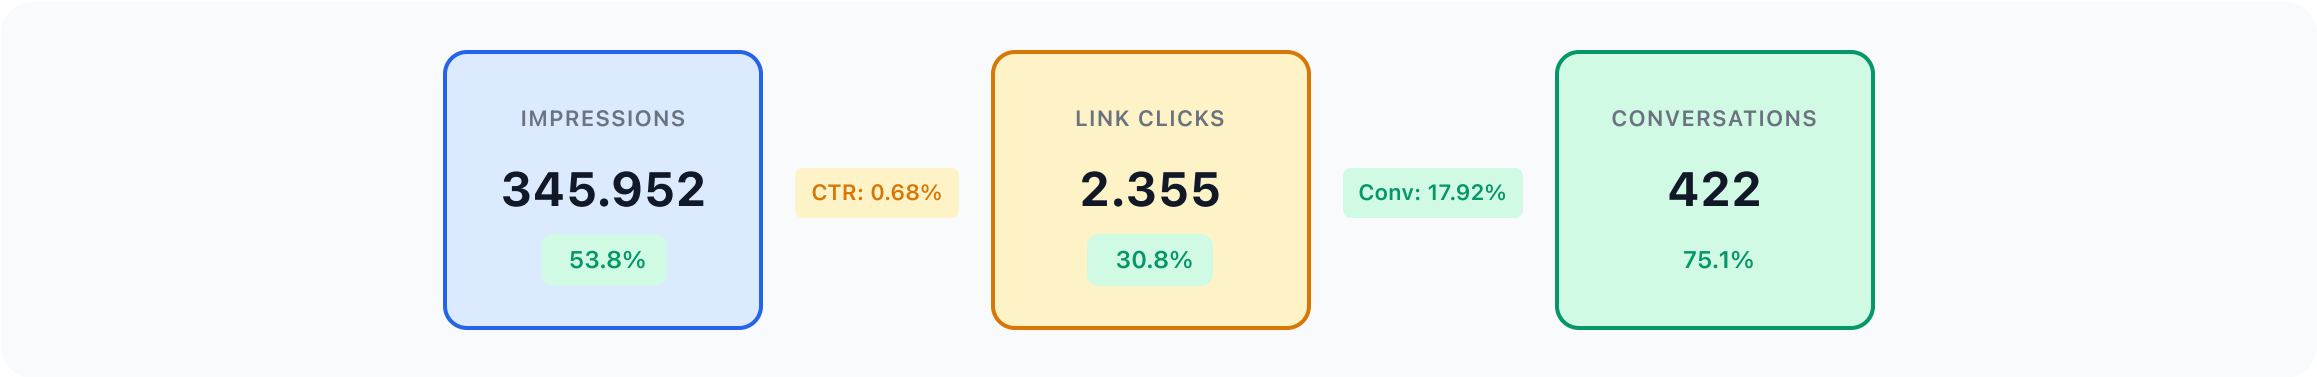 IMPRESSIONS
345.952
53.8%
CTR: 0.68%
LINK CLICKS
2.355
30.8%
Conv: 17.92%
CONVERSATIONS
422
75.1%